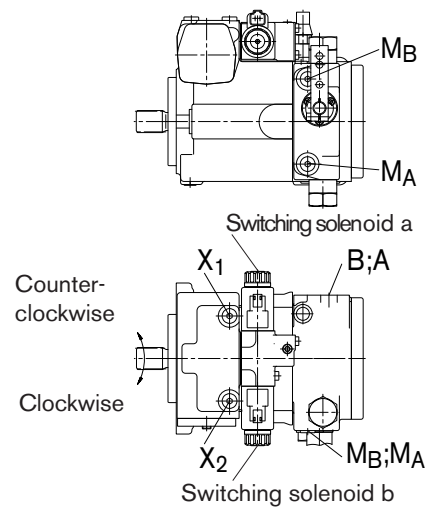 MB
MA
Switching solenoid a
X1
B;A
Counter-
clockwise
Clockwise
X2
MB;MA
Switching solenoid b